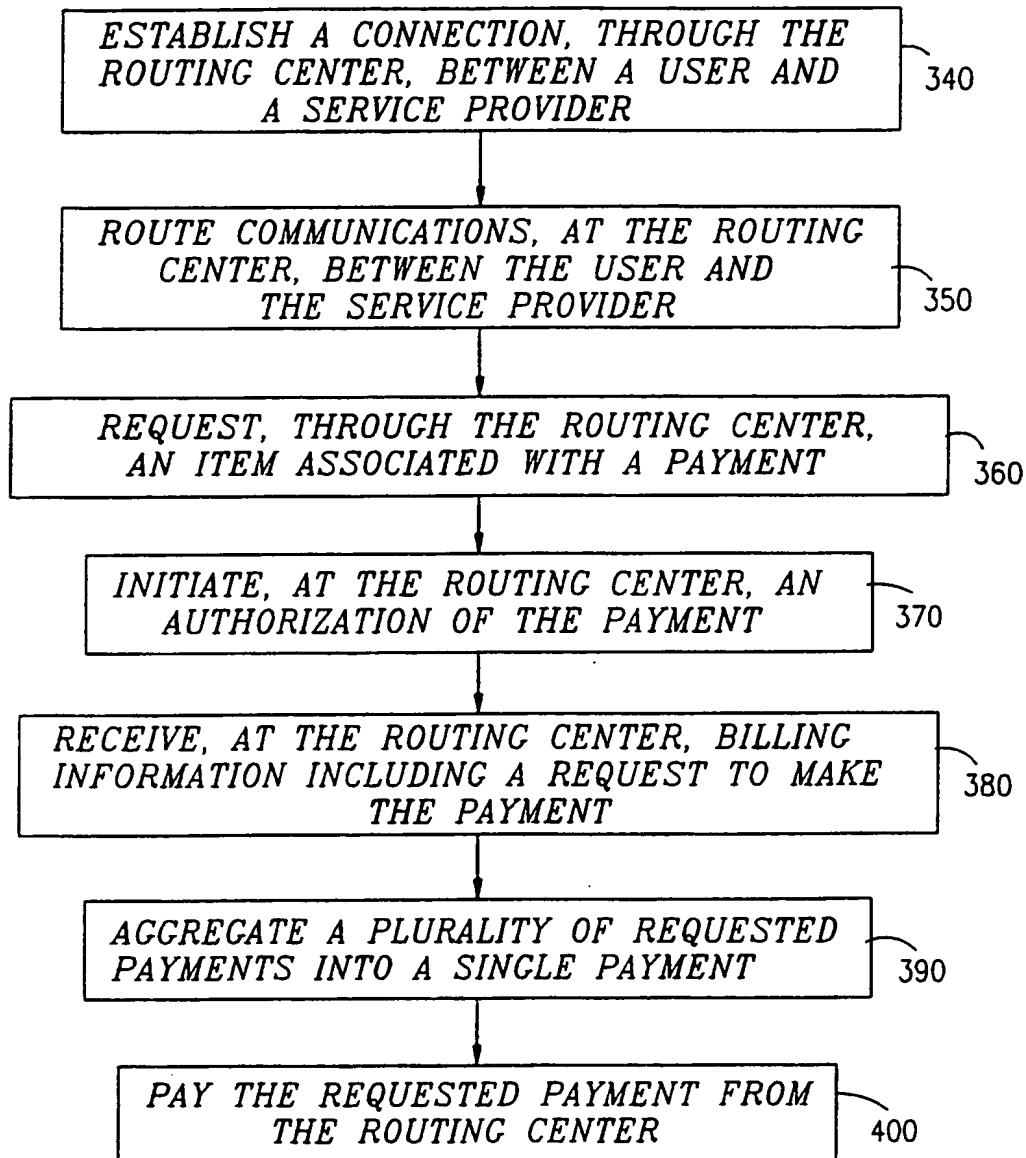 ESTABLISH A CONNECTION, THROUGH THE
ROUTING CENTER, BETWEEN A USER AND
A SERVICE PROVIDER
340
ROUTE COMMUNICATIONS, AT THE ROUTING
CENTER, BETWEEN THE USER AND
THE SERVICE PROVIDER
350
REQUEST, THROUGH THE ROUTING CENTER,
AN ITEM ASSOCIATED WITH A PAYMENT
360
INITIATE, AT THE ROUTING CENTER, AN
AUTHORIZATION OF THE PAYMENT
370
RECEIVE, AT THE ROUTING CENTER, BILLING
INFORMATION INCLUDING A REQUEST TO MAKE
THE PAYMENT
380
AGGREGATE A PLURALITY OF REQUESTED
PAYMENTS INTO A SINGLE PAYMENT
390
PAY THE REQUESTED PAYMENT FROM
THE ROUTING CENTER
400